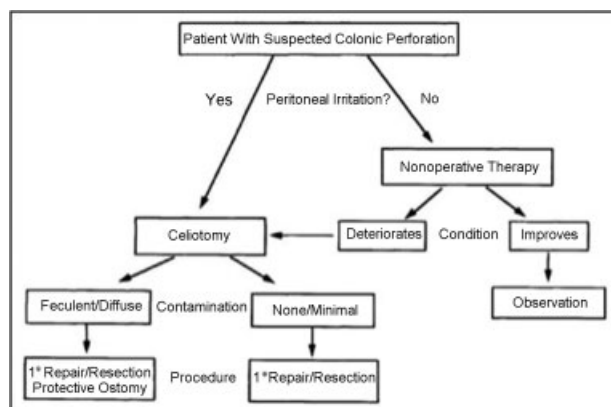 Patient With Suspected Colonic Perforation
Yes
Peritoneal Irritation?
No
Nonoperative Therapy
Celiotomy
Deteriorates
Condition
Improves
Feculent/Diffuse
Contamination
None/Minimal
Observation
1* Repair/Resection
Protective Ostomy
Procedure
1*Repair/Resection